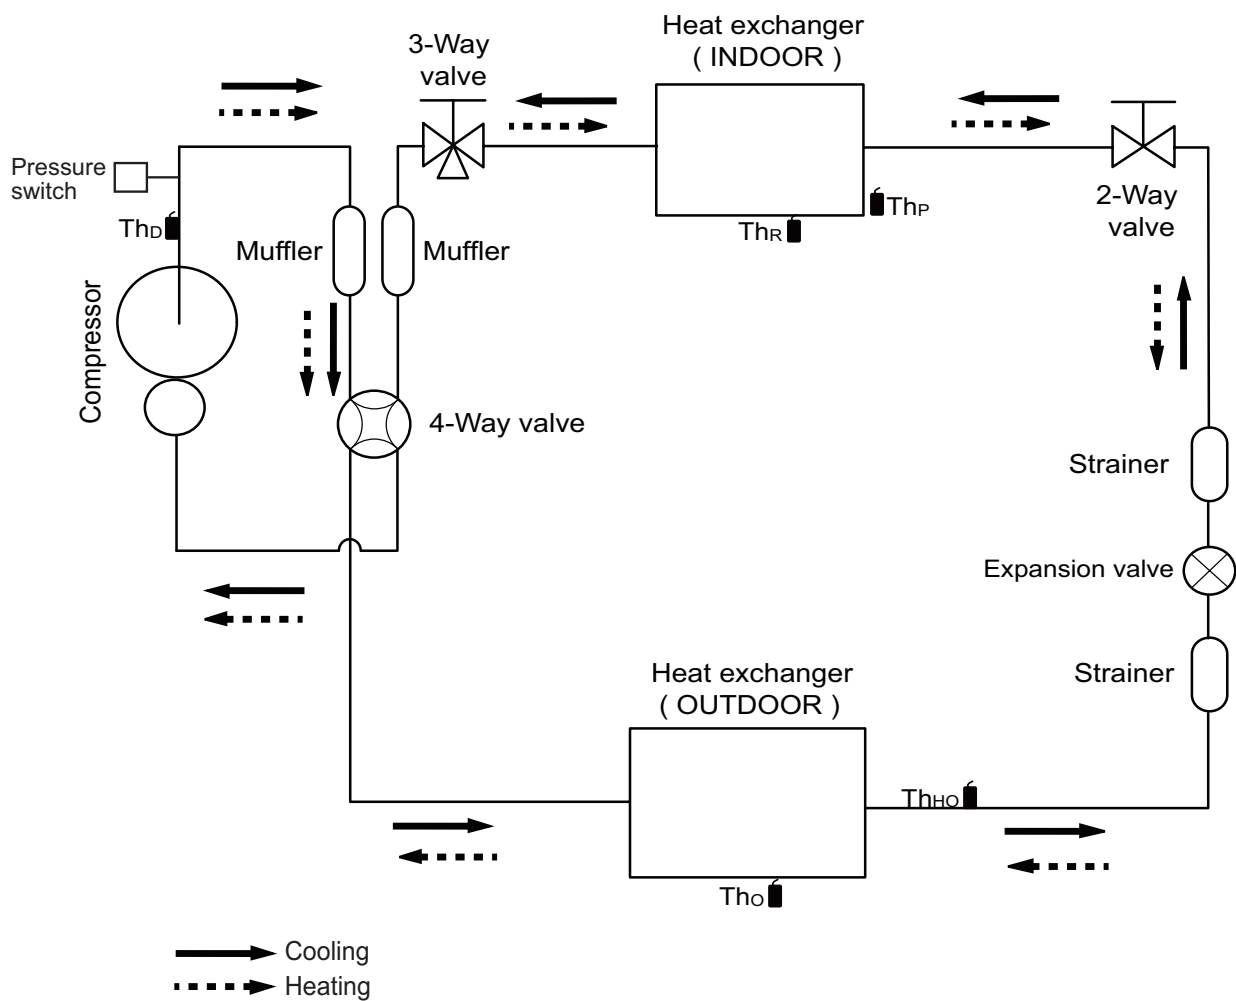 Heat exchanger
( INDOOR )
3-Way
valve
Pressure
switch
ThD
Muffler
Muffler
ThR
ThP
2-Way
valve
Compressor
4-Way valve
Strainer
Expansion valve
Strainer
Heat exchanger
( OUTDOOR )
ThHO
ThO
Cooling
Heating